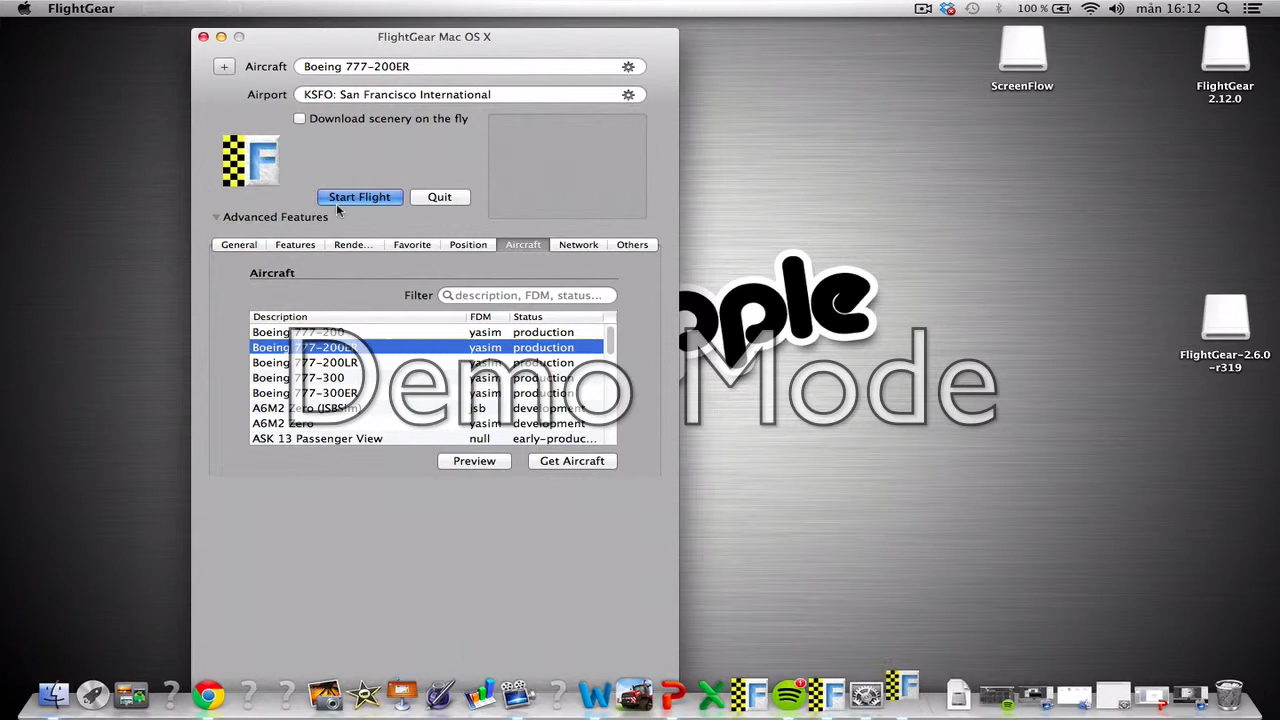 FlightGear
100 %
mån 16:12
FlightGear Mac OS X
Aircraft
Boeing 777-200ER
Airport
KSFO: San Francisco International
Download scenery on the fly
F
Start Flight
Quit
Advanced Features
General
Features
Rende...
Favorite
Position
Aircraft
Network
Others
Aircraft
Filter
description, FDM, status...
Description FDM Status
Boeing 777-200 yasim production
Boeing 777-200ER yasim production
Boeing 777-200LR yasim production
Boeing 777-300 yasim production
Boeing 777-300ER yasim production
A6M2 Zero (JSBSim) jsb development
A6M2 Zero yasim development
ASK 13 Passenger View null early-produc...
Preview
Get Aircraft
ScreenFlow
FlightGear
2.12.0
FlightGear-2.6.0
-r319
pple
Demo Mode